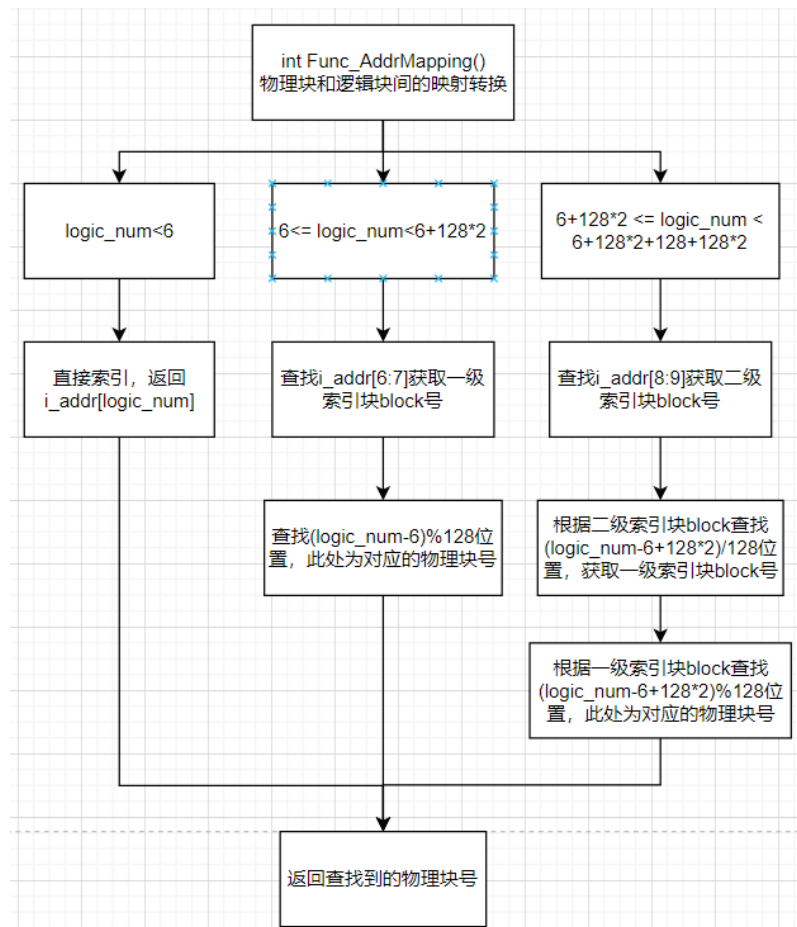 int Func_AddrMapping()
物理块和逻辑块间的映射转换
logic_num<6
6<= logic_num<6+128*2
6+128*2 <= logic_num <
6+128*2+128+128*2
直接索引，返回
i_addr[logic_num]
查找i_addr[6:7]获取一级
索引块block号
查找i_addr[8:9]获取二级
索引块block号
查找(logic_num-6)%128位
置，此处为对应的物理块号
根据二级索引块block查找
(logic_num-6+128*2)/128位
置，获取一级索引块block号
根据一级索引块block查找
(logic_num-6+128*2)%128位
置，此处为对应的物理块号
返回查找到的物理块号